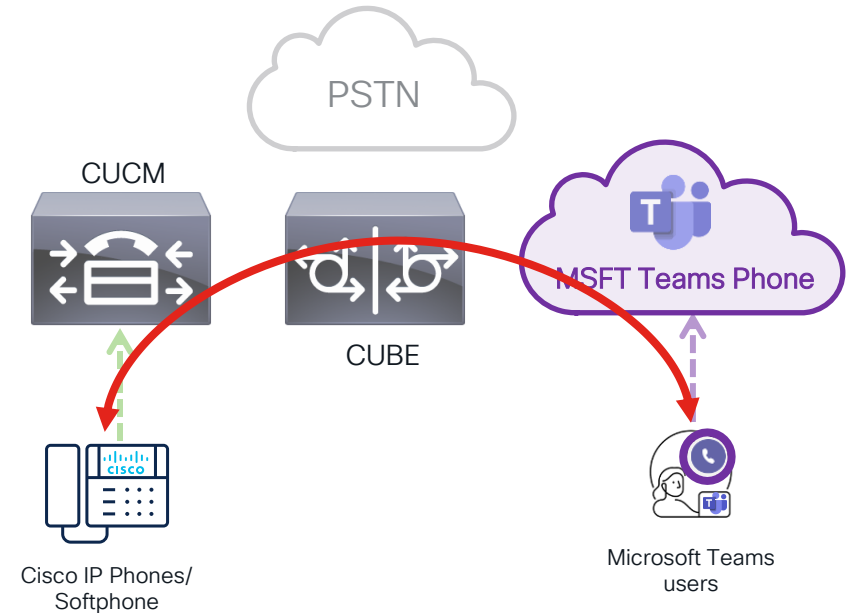 PSTN
CUCM
T
MSFT Teams Phone
CUBE
CISCO
T
Cisco IP Phones/
Softphone
Microsoft Teams
users